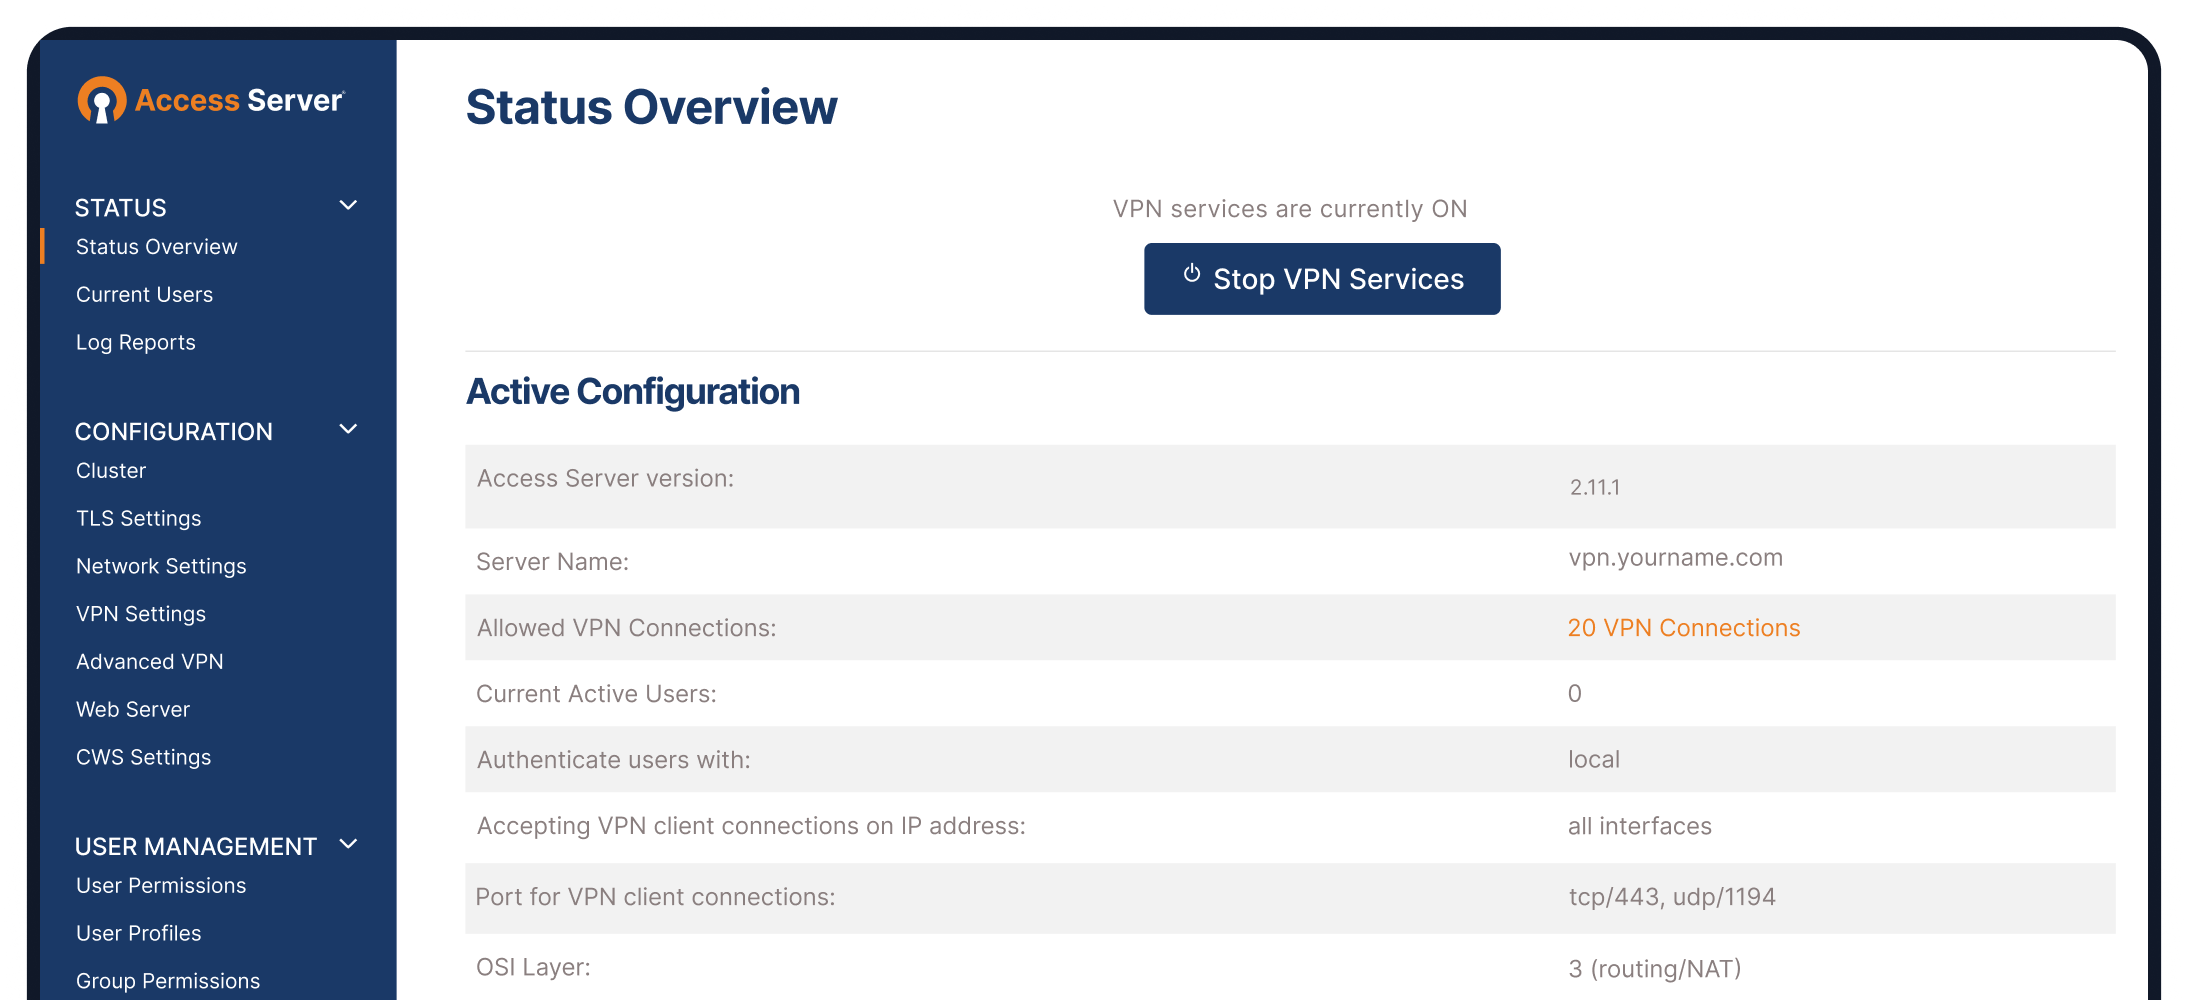 Access Server
STATUS
Status Overview
Current Users
Log Reports
CONFIGURATION
Cluster
TLS Settings
Network Settings
VPN Settings
Advanced VPN
Web Server
CWS Settings
USER MANAGEMENT
User Permissions
User Profiles
Group Permissions
Status Overview
VPN services are currently ON
Stop VPN Services
Active Configuration
Access Server version: 2.11.1
Server Name: vpn.yourname.com
Allowed VPN Connections: 20 VPN Connections
Current Active Users: 0
Authenticate users with: local
Accepting VPN client connections on IP address: all interfaces
Port for VPN client connections: tcp/443, udp/1194
OSI Layer: 3 (routing/NAT)